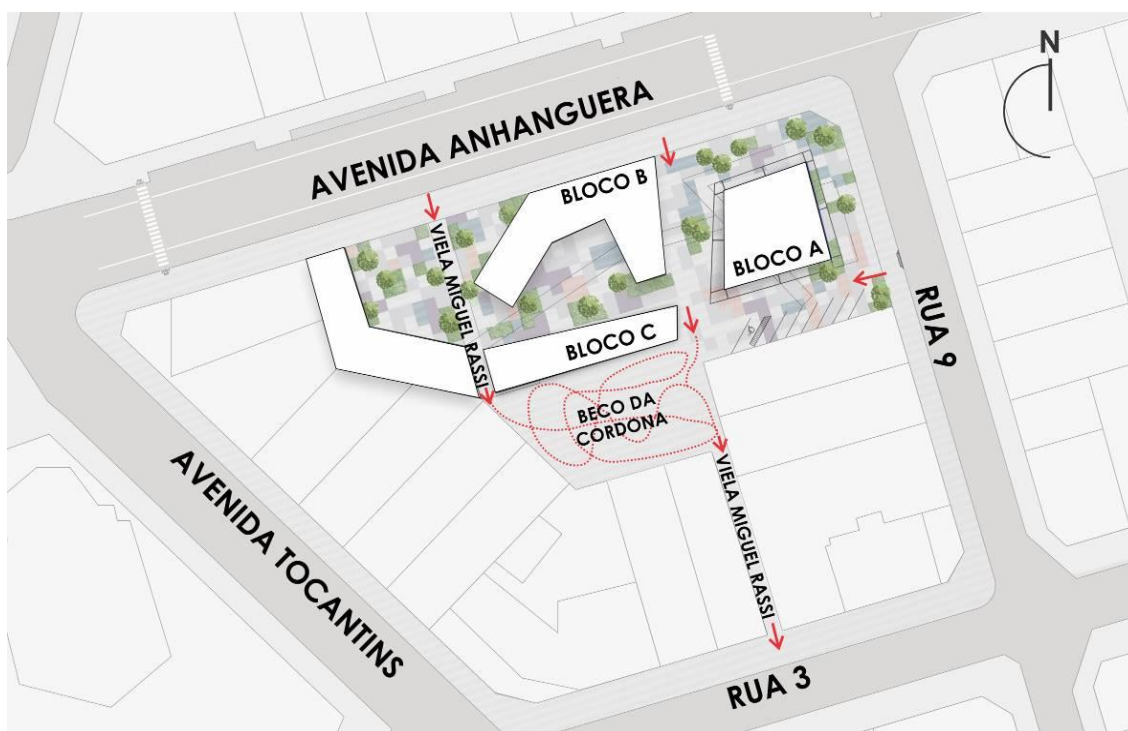 N
AVENIDA ANHANGUERA
BLOCO B
BLOCO A
VIELA MIGUEL RASSI
BLOCO C
RUA 9
BECO DA
CORDONA
AVENIDA TOCANTINS
VIELA MIGUEL RASSI
RUA 3